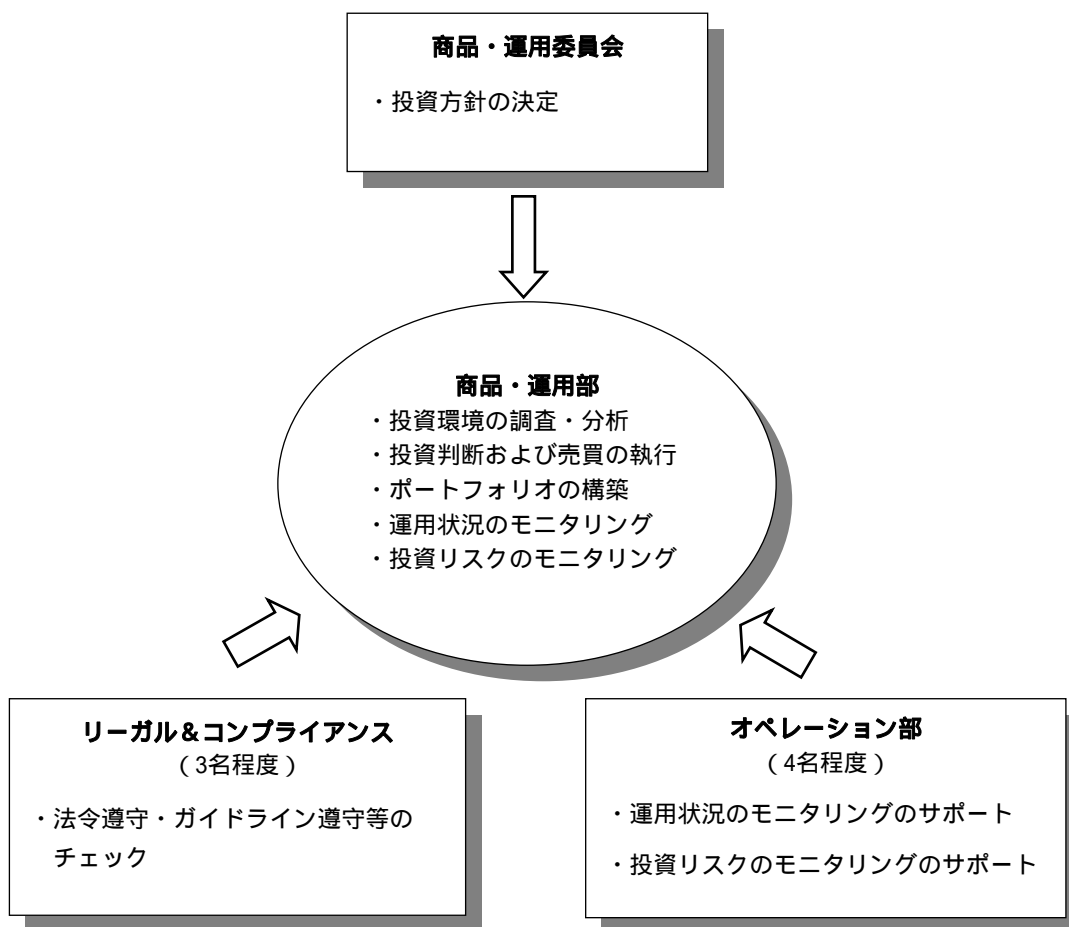 商品・運用委員会
・投資方針の決定
商品・運用部
・投資環境の調査・分析
・投資判断および売買の執行
・ポートフォリオの構築
・運用状況のモニタリング
・投資リスクのモニタリング
リーガル＆コンプライアンス
（3名程度）
・法令遵守・ガイドライン遵守等の
チェック
オペレーション部
（4名程度）
・運用状況のモニタリングのサポート
・投資リスクのモニタリングのサポート